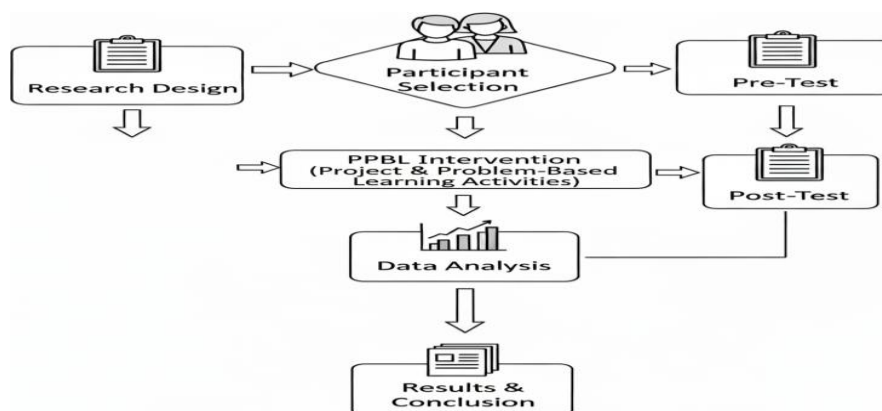 Research Design
Participant
Selection
Pre-Test
PPBL Intervention
(Project & Problem-Based
Learning Activities)
Post-Test
Data Analysis
Results &
Conclusion